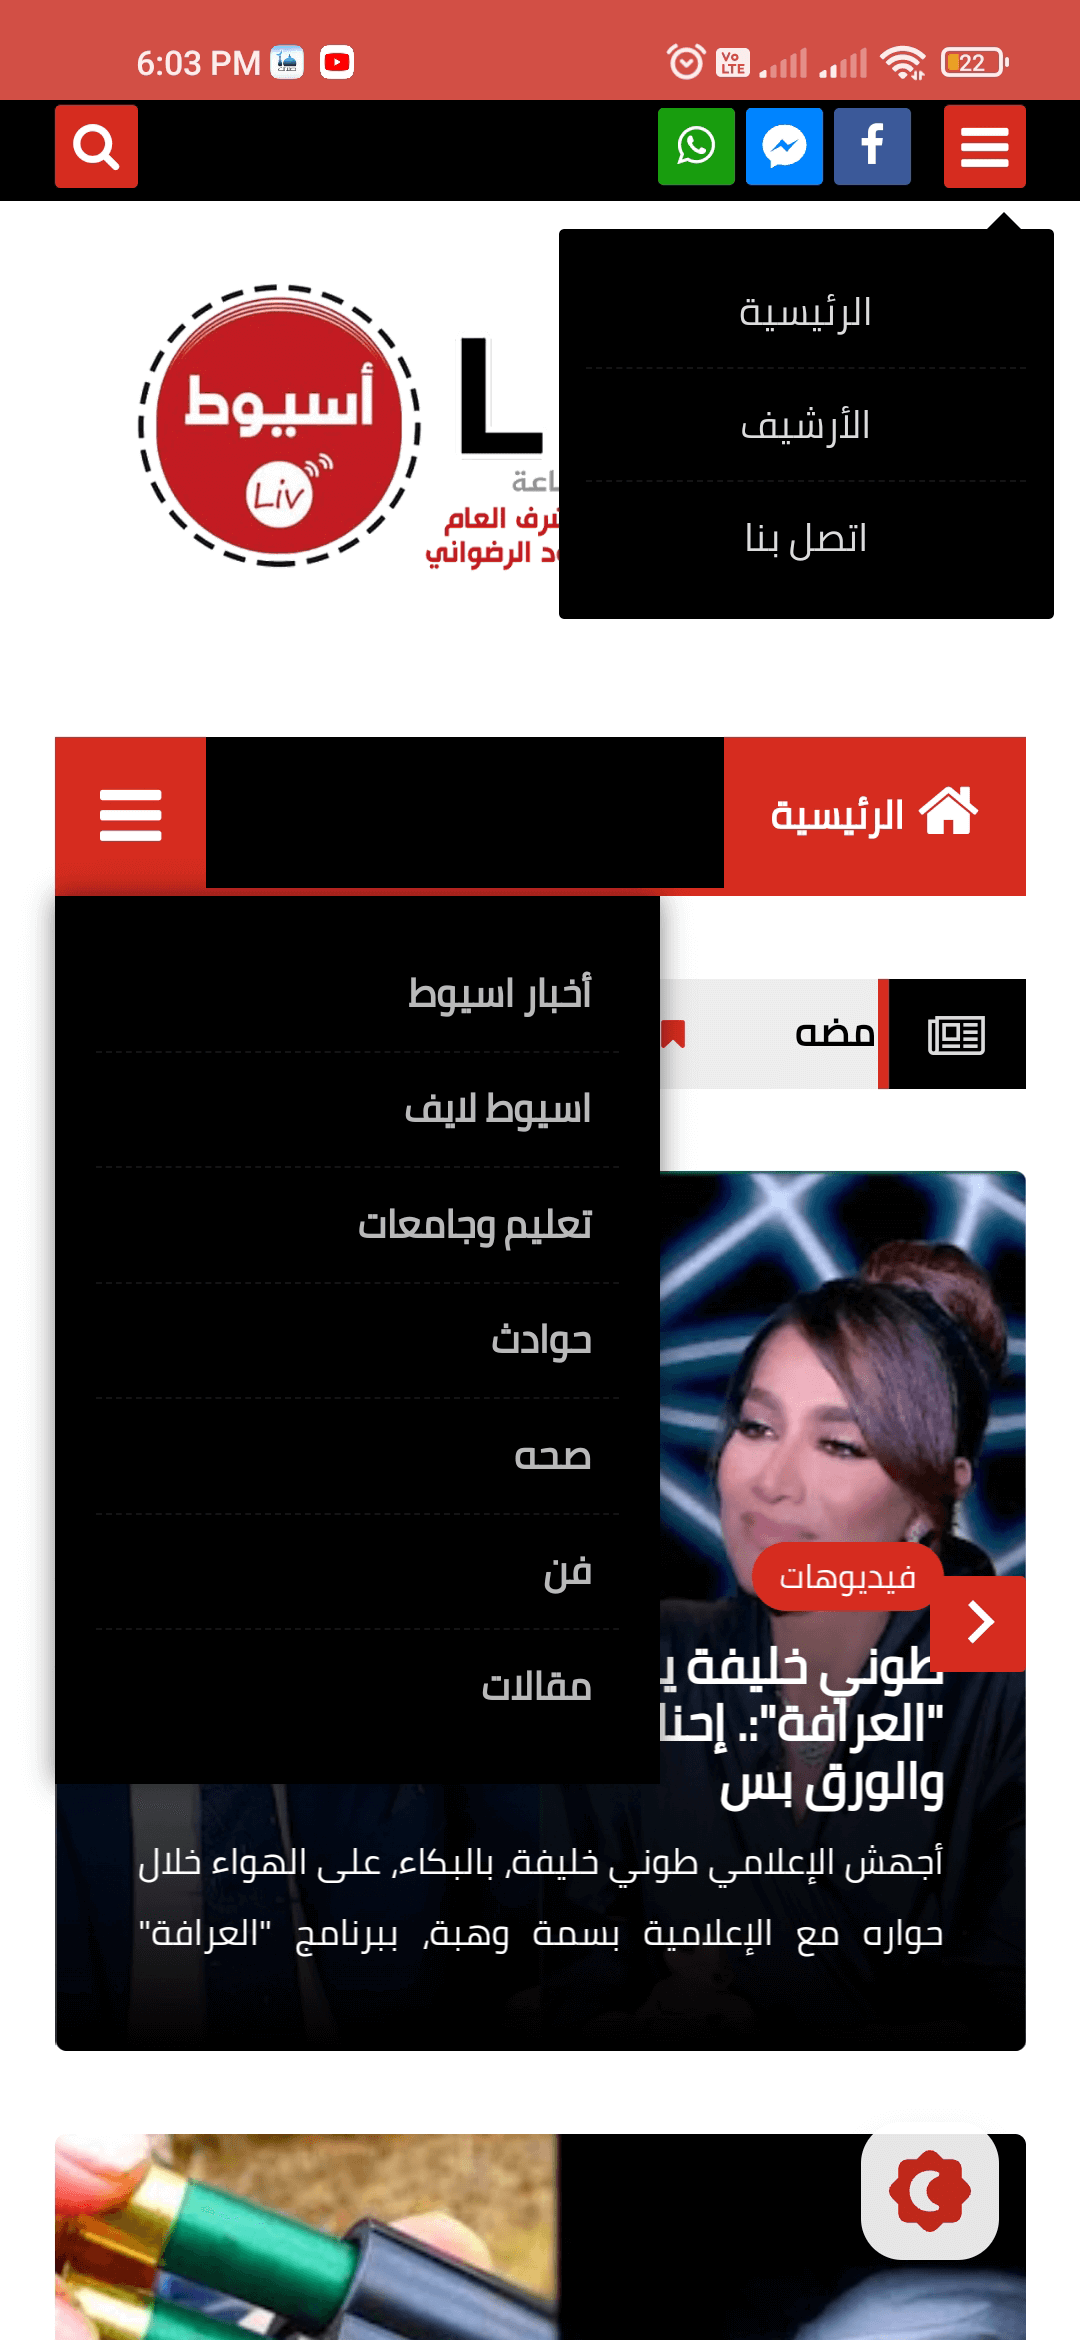 6:03 PM
Vo
LTE
22
الرئيسية
الأرشيف
اتصل بنا
أسيوط
Liv
L
شرف العام
الرضواني
الرئيسية
أخبار اسيوط
اسيوط لايف
تعليم وجامعات
حوادث
صحه
فن
مقالات
مضه
فيديوهات
طوني خليفة ي
"العرافة":. إحنا
والورق بس
أجهش الإعلامي طوني خليفة، بالبكاء، على الهواء خلال
حواره مع الإعلامية بسمة وهبة، ببرنامج "العرافة"